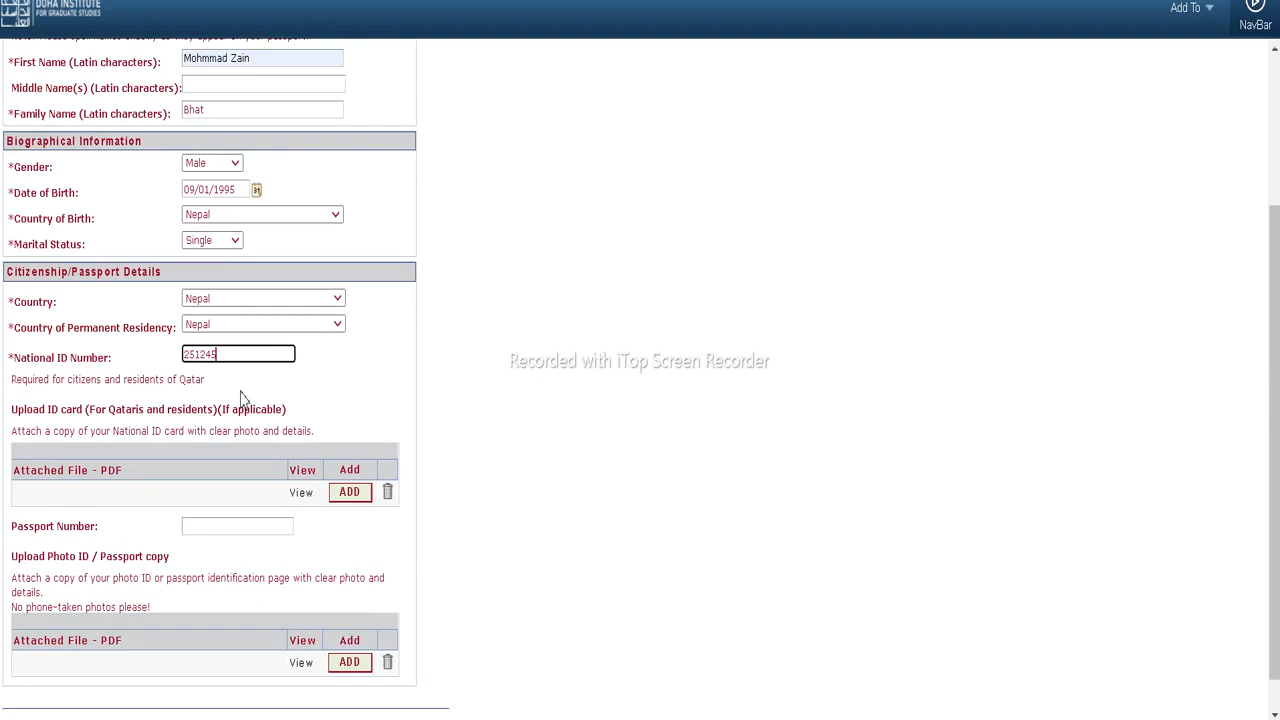 DOHA INSTITUTE
FOR GRADUATE STUDIES
Add To
NavBar
*First Name (Latin characters): Mohmmad Zain
Middle Name(s) (Latin characters):
*Family Name (Latin characters): Bhat
Biographical Information
*Gender: Male
*Date of Birth: 09/01/1995 31
*Country of Birth: Nepal
*Marital Status: Single
Citizenship/Passport Details
*Country: Nepal
*Country of Permanent Residency: Nepal
*National ID Number: 251245
Required for citizens and residents of Qatar
Upload ID card (For Qataris and residents)(If applicable)
Attach a copy of your National ID card with clear photo and details.
Attached File - PDF View Add
View ADD
Passport Number:
Upload Photo ID / Passport copy
Attach a copy of your photo ID or passport identification page with clear photo and
details.
No phone-taken photos please!
Attached File - PDF View Add
View ADD
Recorded with iTop Screen Recorder